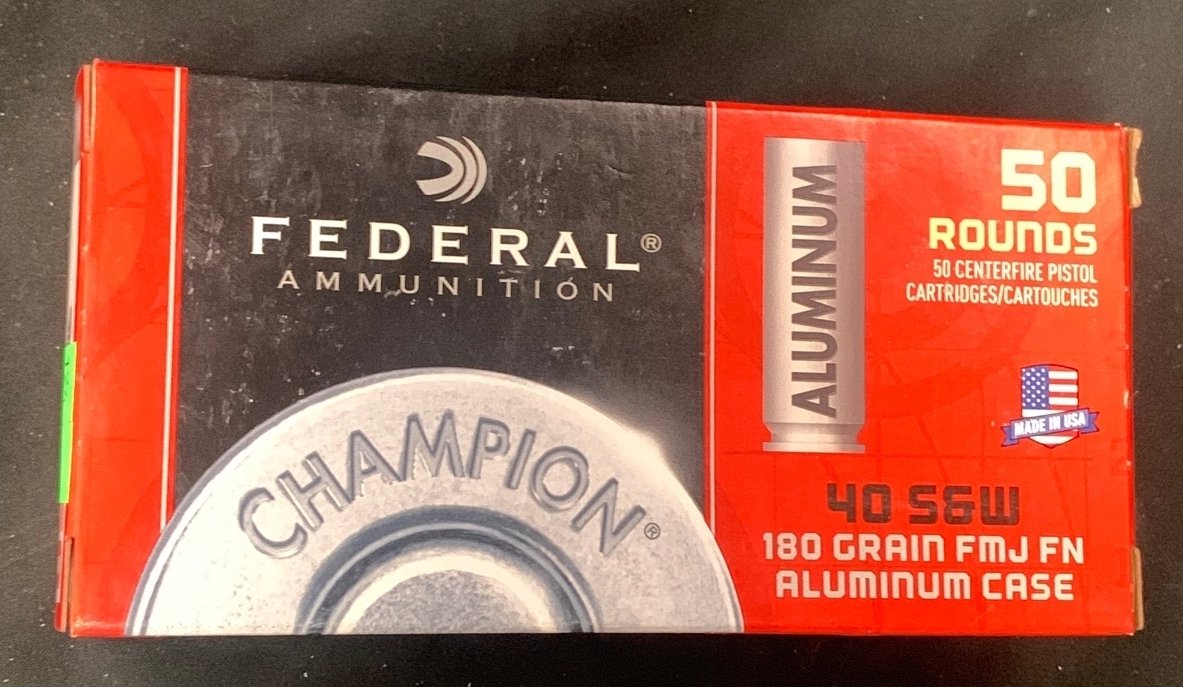 FEDERAL®
AMMUNITION
CHAMPION®
ALUMINUM
50
ROUNDS
50 CENTERFIRE PISTOL
CARTRIDGES/CARTOUCHES
MADE IN USA
40 S&W
180 GRAIN FMJ FN
ALUMINUM CASE